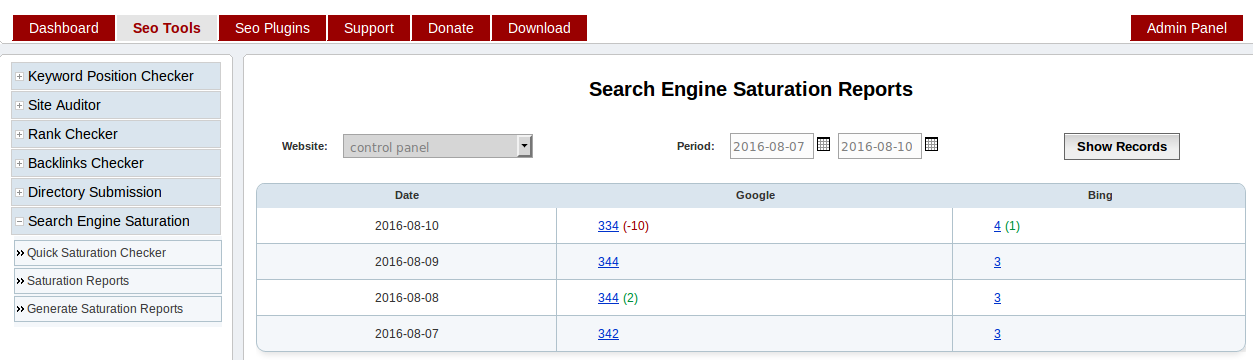 Dashboard Seo Tools Seo Plugins Support Donate Download Admin Panel
Keyword Position Checker
Site Auditor
Rank Checker
Backlinks Checker
Directory Submission
Search Engine Saturation
Quick Saturation Checker
Saturation Reports
Generate Saturation Reports
Search Engine Saturation Reports
Website: control panel Period: 2016-08-07 2016-08-10 Show Records
Date Google Bing
2016-08-10 334 (-10) 4 (1)
2016-08-09 344 3
2016-08-08 344 (2) 3
2016-08-07 342 3